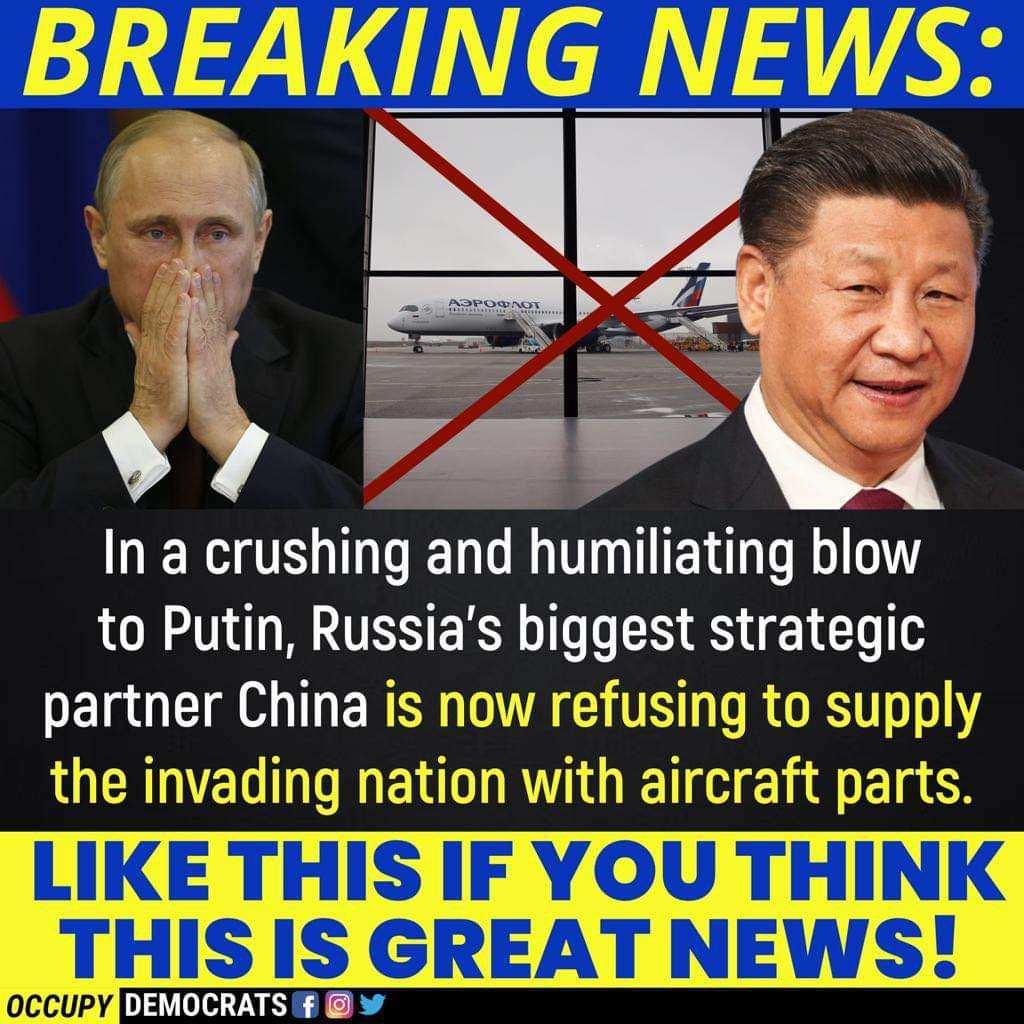 BREAKING NEWS:
АЭРОФЛОТ
In a crushing and humiliating blow
to Putin, Russia's biggest strategic
partner China is now refusing to supply
the invading nation with aircraft parts.
LIKE THIS IF YOU THINK
THIS IS GREAT NEWS!
OCCUPY DEMOCRATS